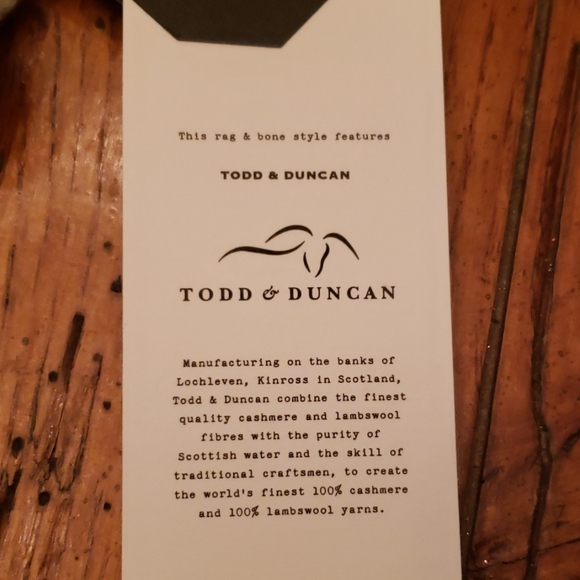 This rag & bone style features
TODD & DUNCAN
TODD & DUNCAN
Manufacturing on the banks of
Lochleven, Kinross in Scotland,
Todd & Duncan combine the finest
quality cashmere and lambswool
fibres with the purity of
Scottish water and the skill of
traditional craftsmen, to create
the world's finest 100% cashmere
and 100% lambswool yarns.